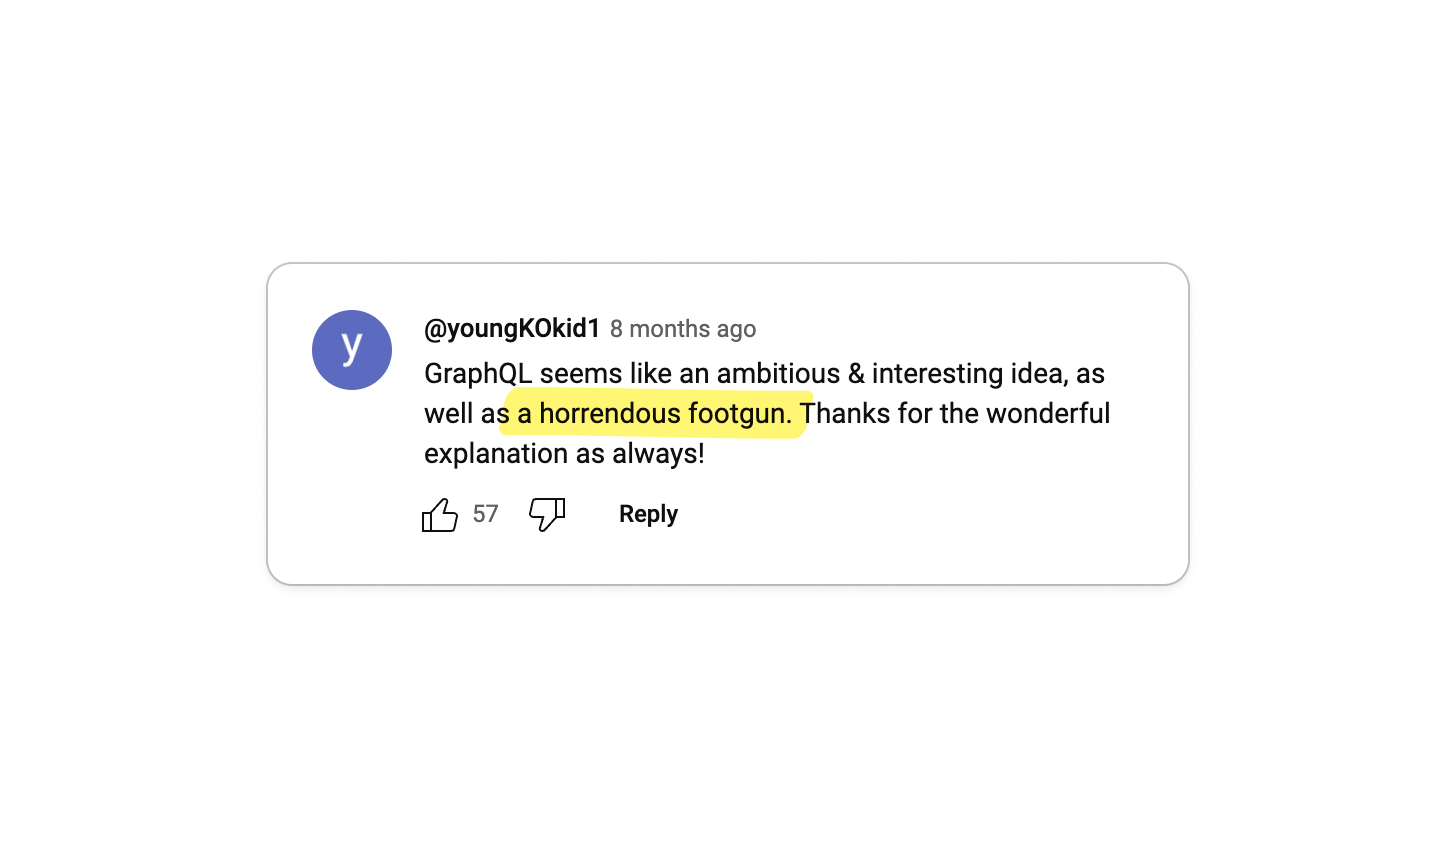 y
@youngKOkid1 8 months ago
GraphQL seems like an ambitious & interesting idea, as
well as a horrendous footgun. Thanks for the wonderful
explanation as always!
57 Reply